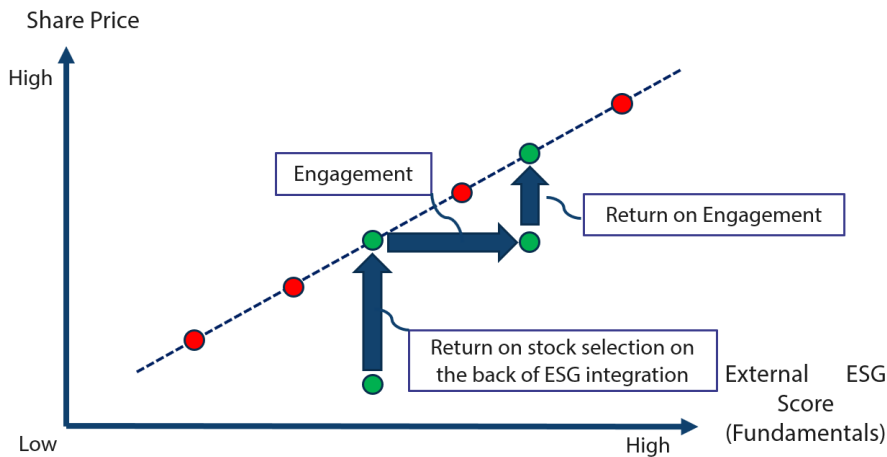 Share Price
High
Engagement
Return on Engagement
Return on stock selection on
the back of ESG integration
External ESG
Score
(Fundamentals)
Low
High